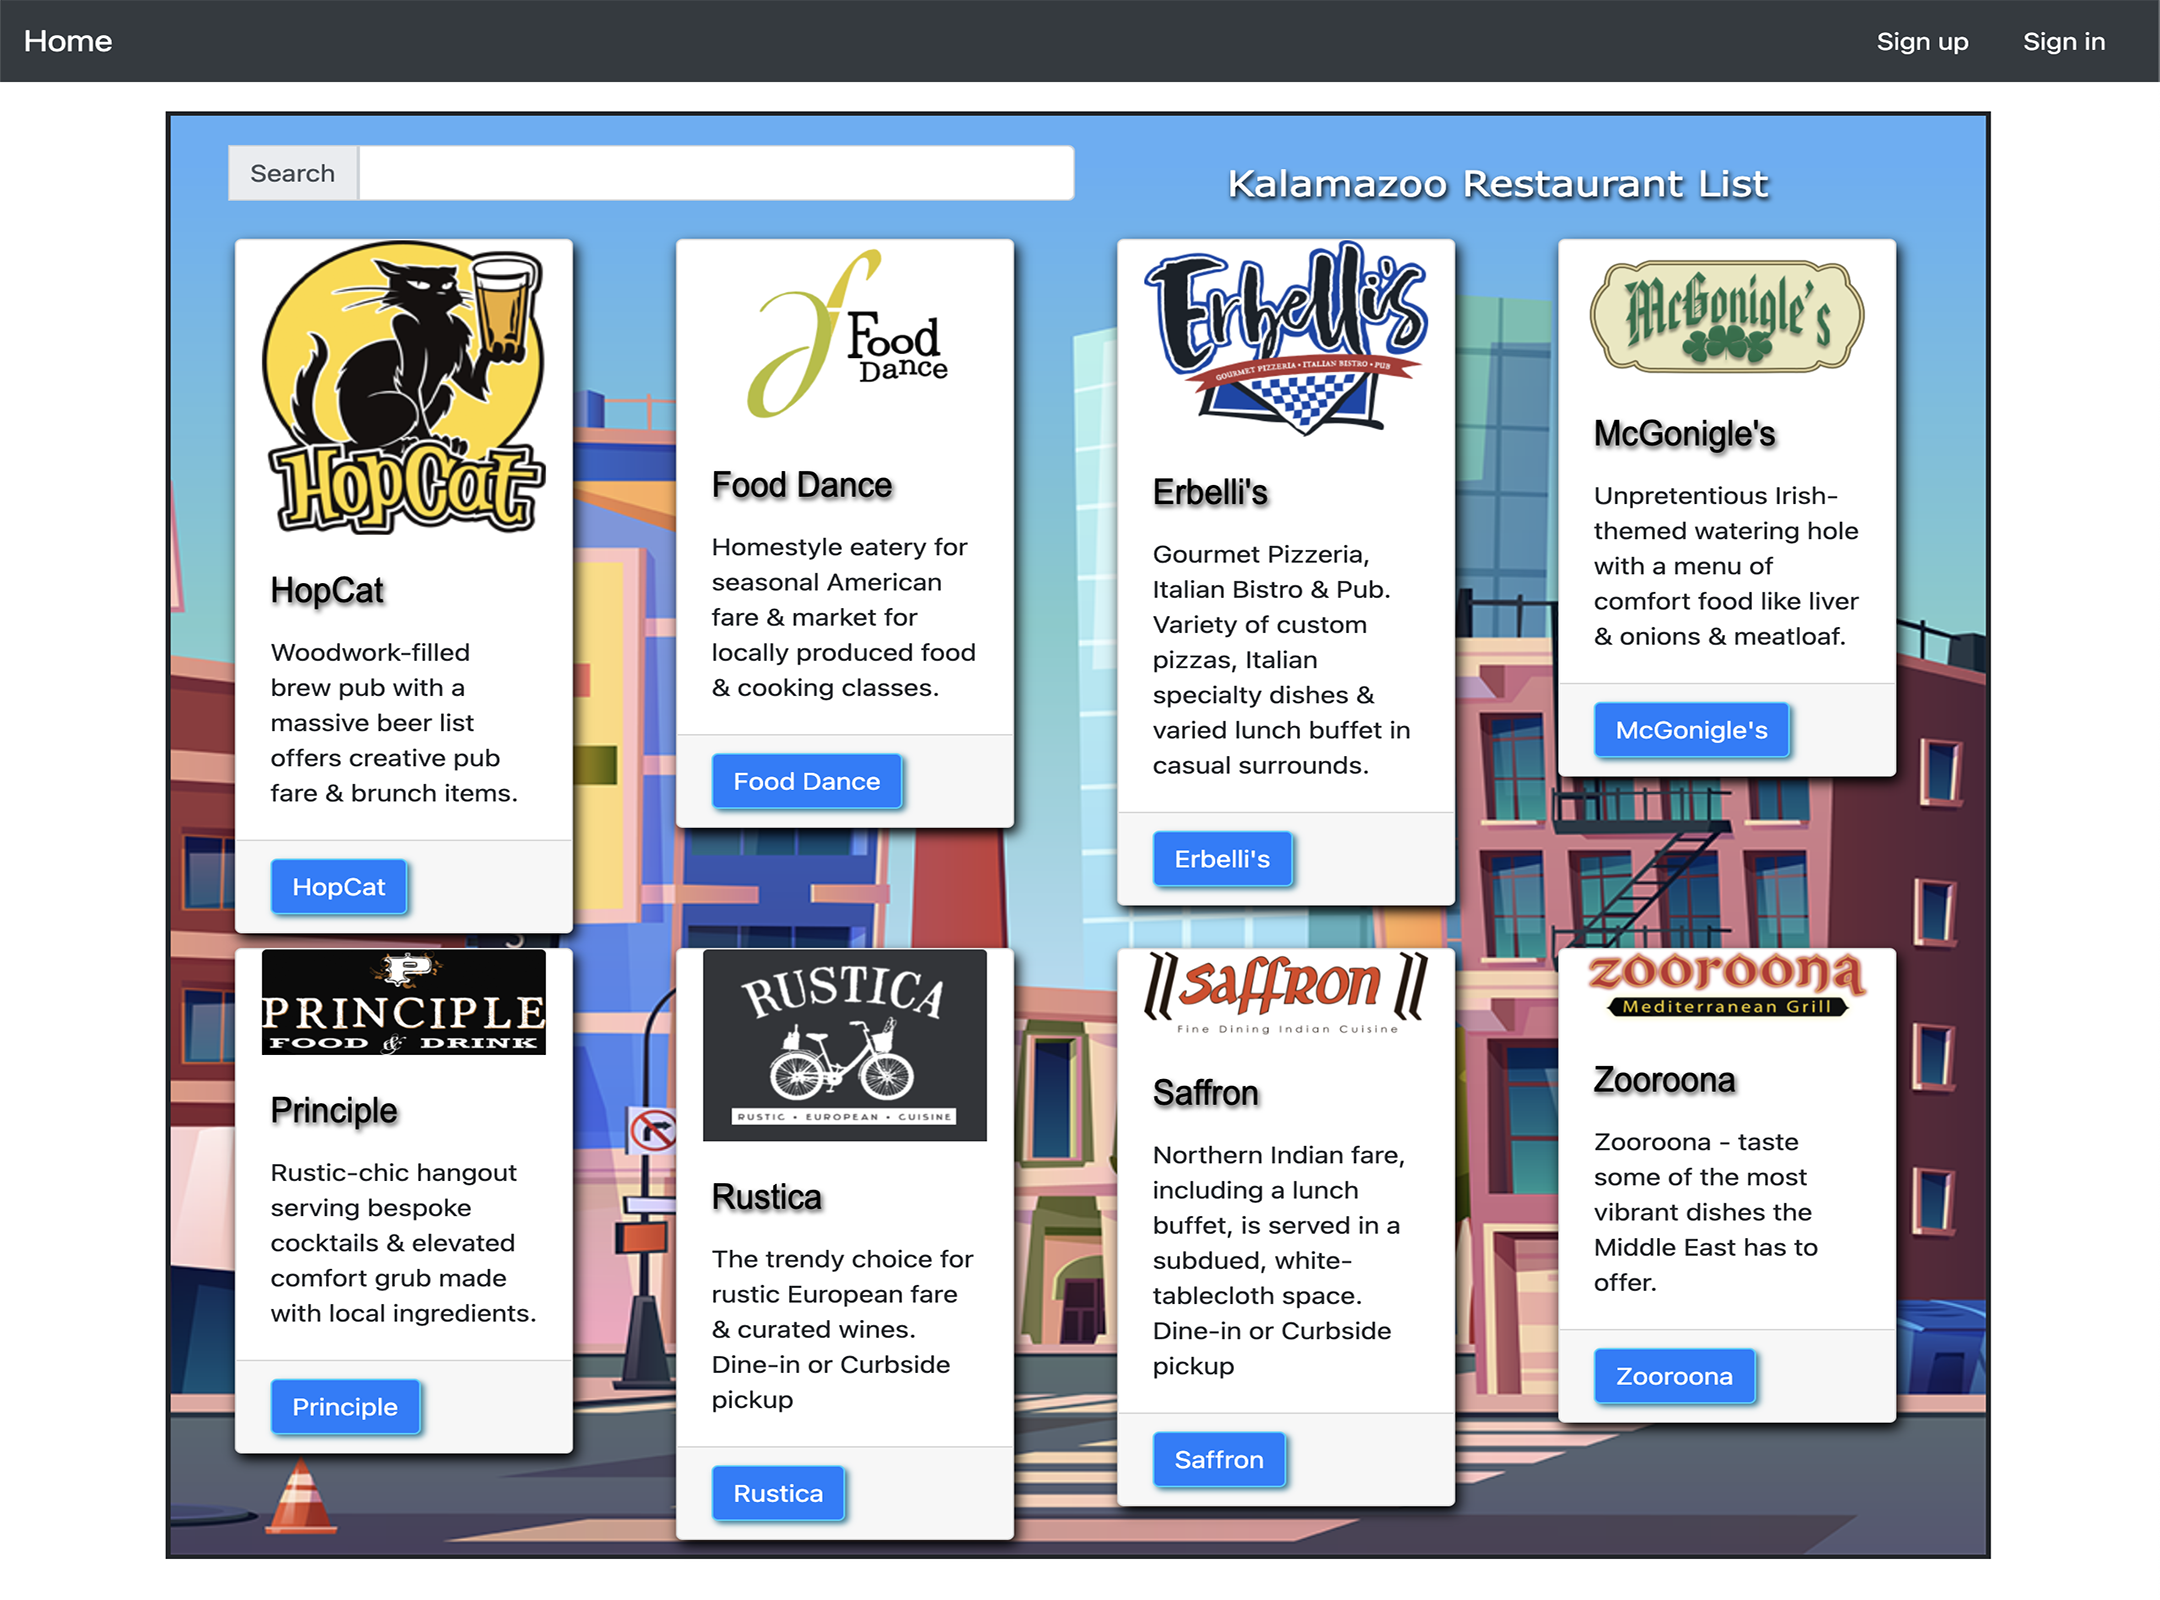 Home
Sign up
Sign in
Search
Kalamazoo Restaurant List
HopCat
HopCat
Woodwork-filled
brew pub with a
massive beer list
offers creative pub
fare & brunch items.
HopCat
Food
Dance
Food Dance
Homestyle eatery for
seasonal American
fare & market for
locally produced food
& cooking classes.
Food Dance
Erbelli's
GOURMET PIZZERIA • ITALIAN BISTRO • PUB
Erbelli's
Gourmet Pizzeria,
Italian Bistro & Pub.
Variety of custom
pizzas, Italian
specialty dishes &
varied lunch buffet in
casual surrounds.
Erbelli's
McGonigle's
McGonigle's
Unpretentious Irish-
themed watering hole
with a menu of
comfort food like liver
& onions & meatloaf.
McGonigle's
P
PRINCIPLE
FOOD & DRINK
Principle
Rustic-chic hangout
serving bespoke
cocktails & elevated
comfort grub made
with local ingredients.
Principle
RUSTICA
RUSTIC • EUROPEAN • CUISINE
Rustica
The trendy choice for
rustic European fare
& curated wines.
Dine-in or Curbside
pickup
Rustica
saffron
Fine Dining Indian Cuisine
Saffron
Northern Indian fare,
including a lunch
buffet, is served in a
subdued, white-
tablecloth space.
Dine-in or Curbside
pickup
Saffron
zooroona
Mediterranean Grill
Zooroona
Zooroona - taste
some of the most
vibrant dishes the
Middle East has to
offer.
Zooroona